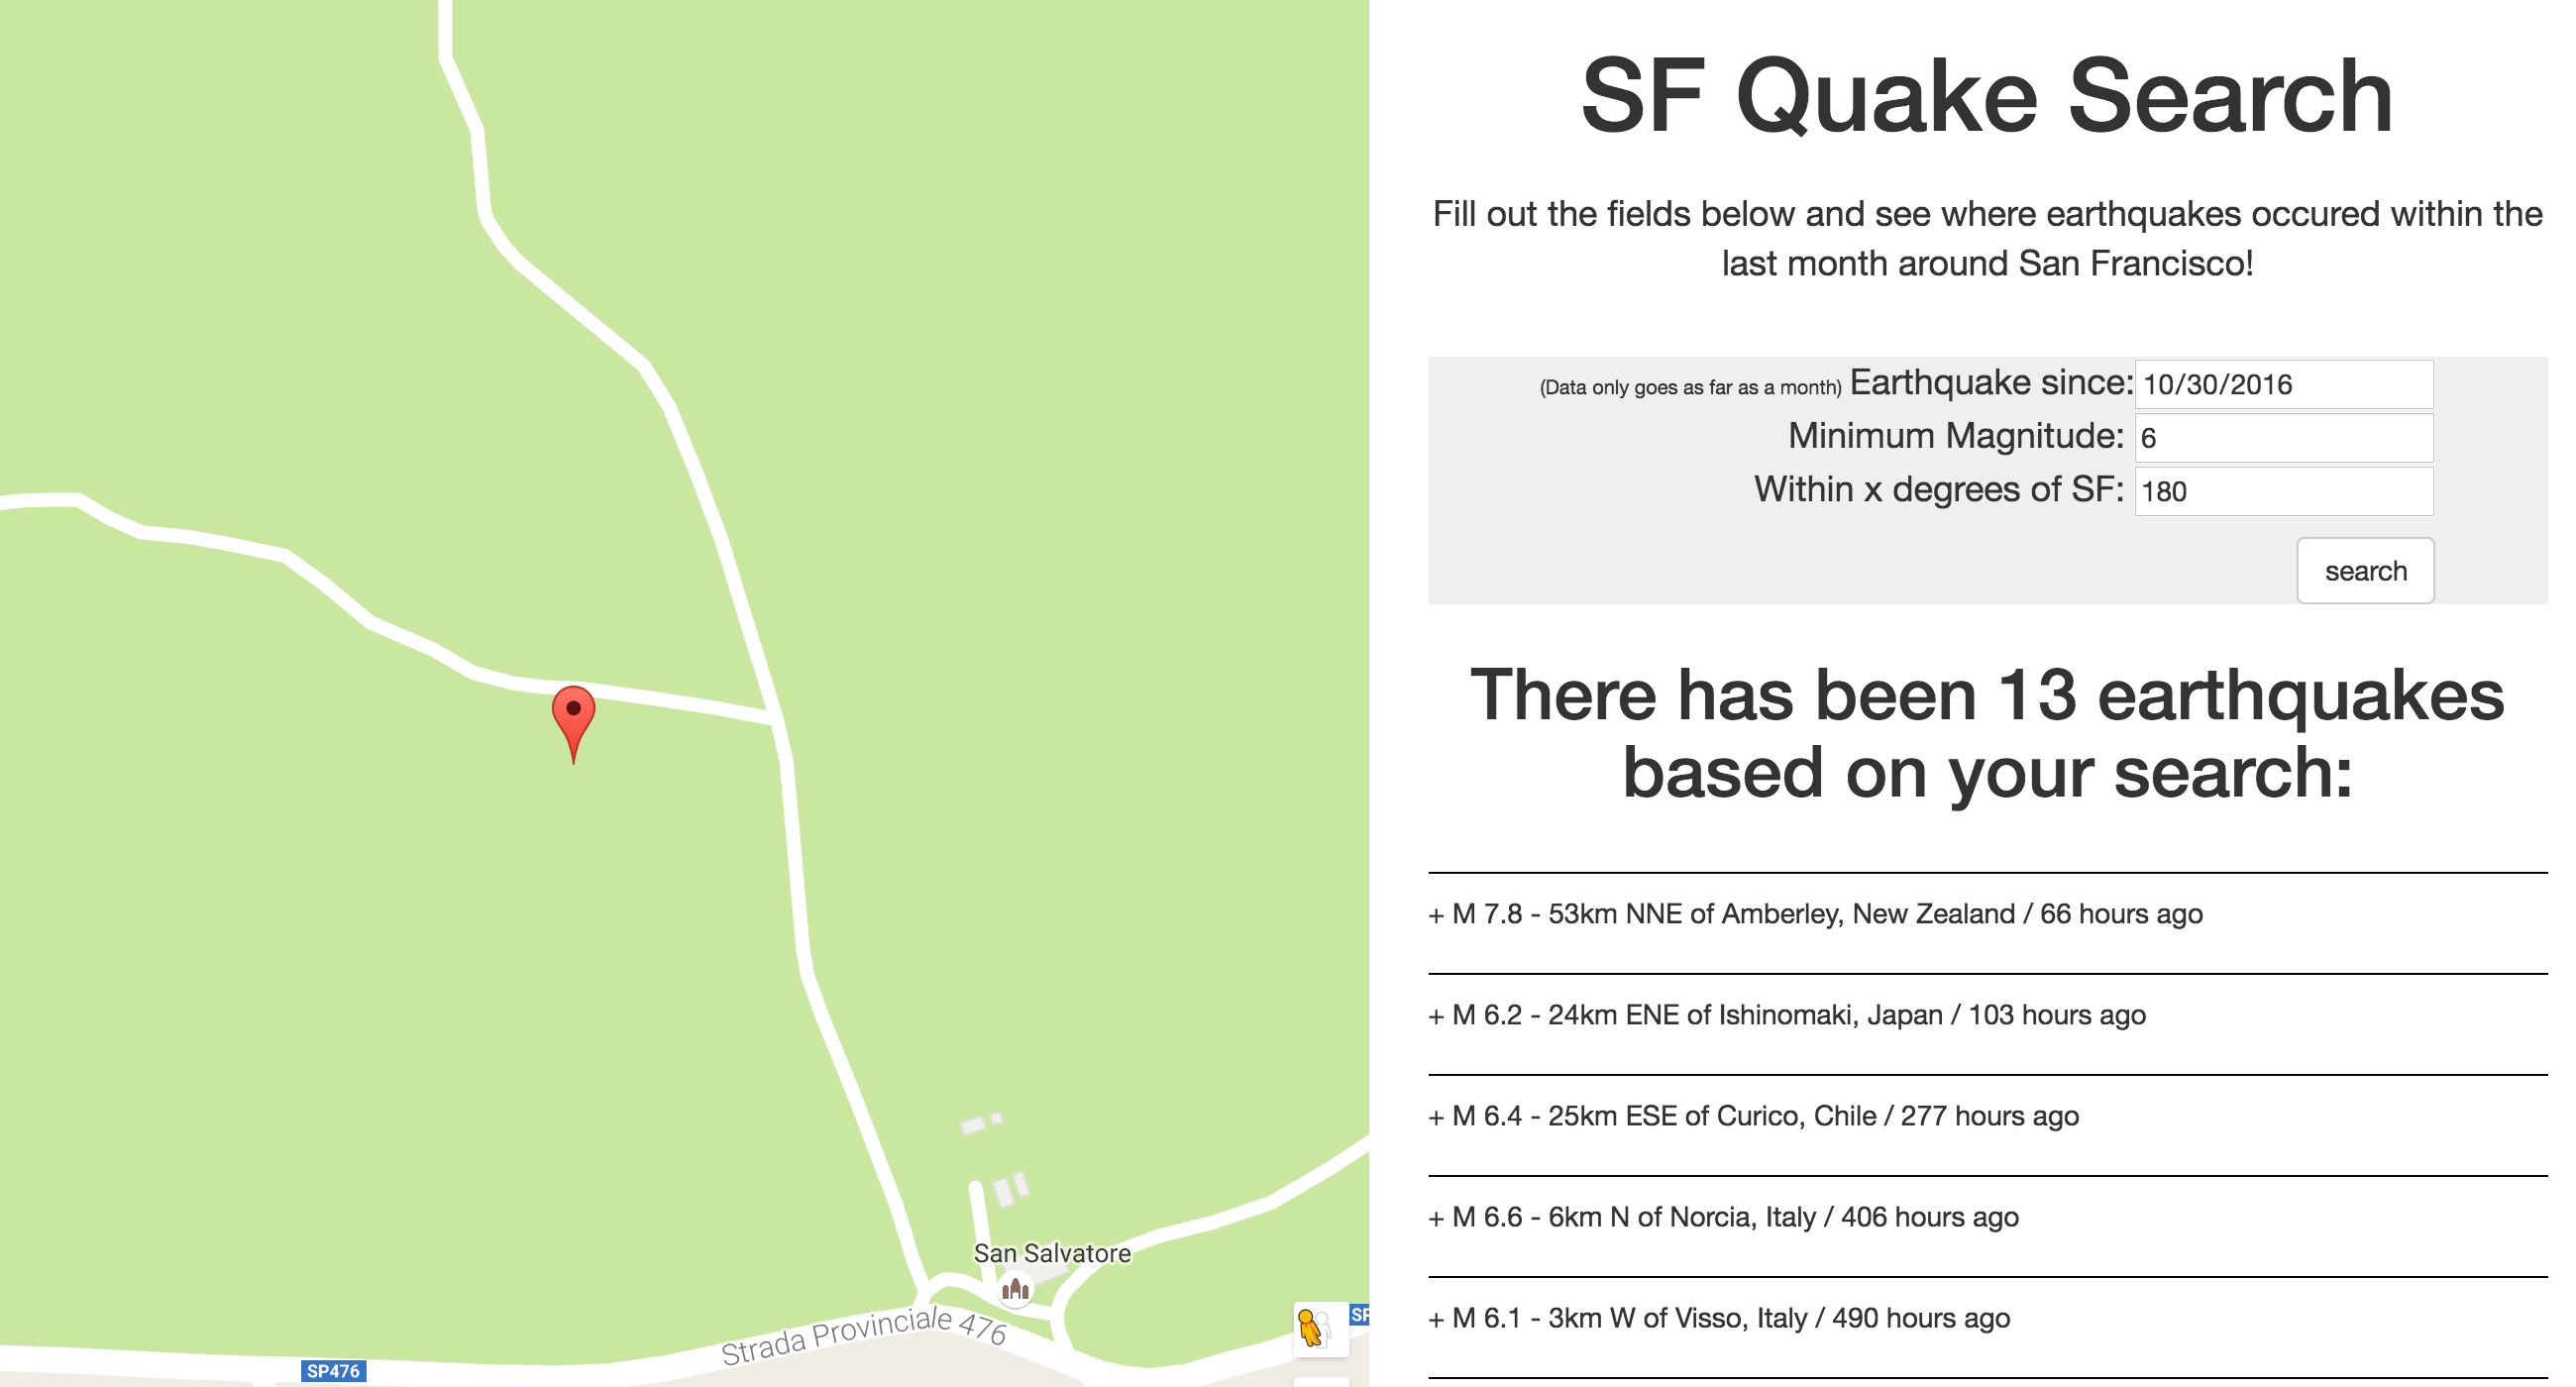 SF Quake Search
Fill out the fields below and see where earthquakes occured within the
last month around San Francisco!
(Data only goes as far as a month) Earthquake since: 10/30/2016
Minimum Magnitude: 6
Within x degrees of SF: 180
search
There has been 13 earthquakes
based on your search:
+ M 7.8 - 53km NNE of Amberley, New Zealand / 66 hours ago
+ M 6.2 - 24km ENE of Ishinomaki, Japan / 103 hours ago
+ M 6.4 - 25km ESE of Curico, Chile / 277 hours ago
+ M 6.6 - 6km N of Norcia, Italy / 406 hours ago
+ M 6.1 - 3km W of Visso, Italy / 490 hours ago
San Salvatore
Strada Provinciale 476
SP476
SP